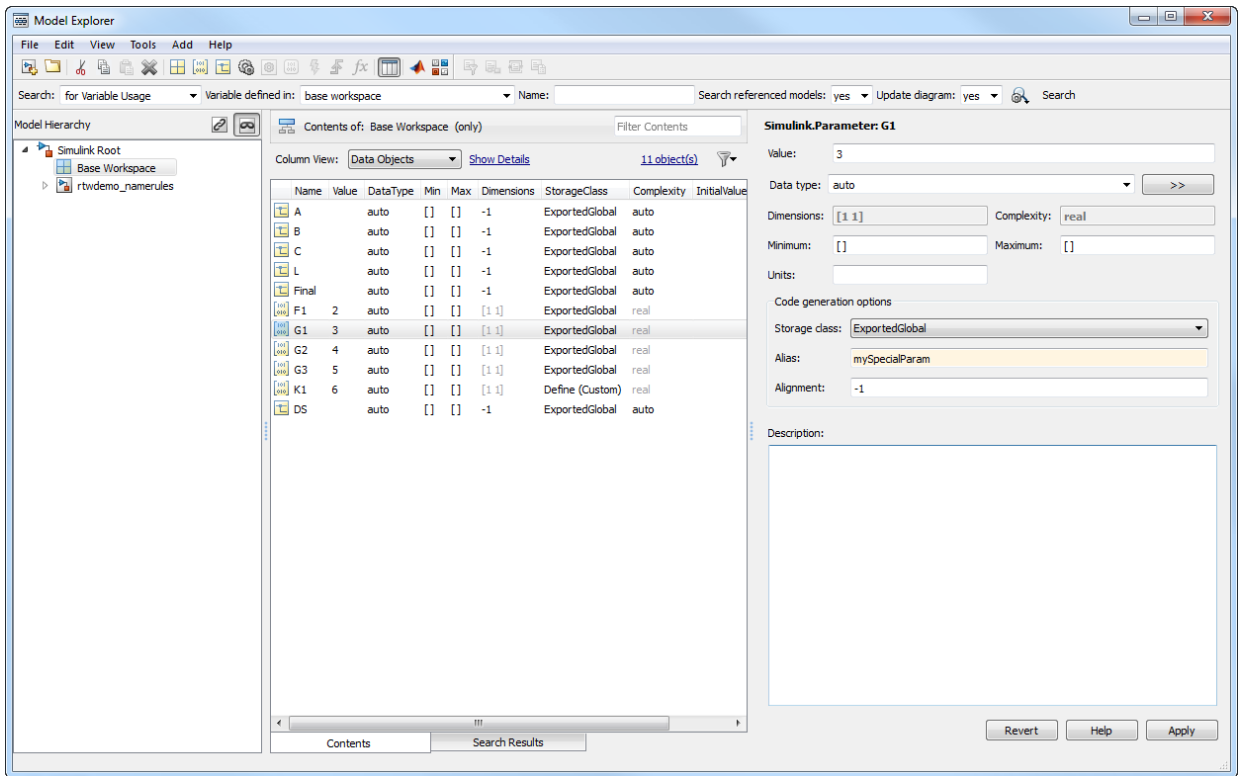 Model Explorer
File Edit View Tools Add Help
Search: for Variable Usage Variable defined in: base workspace Name: Search referenced models: yes Update diagram: yes Search
Model Hierarchy
Simulink Root
Base Workspace
rtwdemo_namerules
Contents of: Base Workspace (only) Filter Contents
Column View: Data Objects Show Details 11 object(s)
Name Value DataType Min Max Dimensions StorageClass Complexity InitialValue
A auto [] [] -1 ExportedGlobal auto
B auto [] [] -1 ExportedGlobal auto
C auto [] [] -1 ExportedGlobal auto
L auto [] [] -1 ExportedGlobal auto
Final auto [] [] -1 ExportedGlobal auto
F1 2 auto [] [] [1 1] ExportedGlobal real
G1 3 auto [] [] [1 1] ExportedGlobal real
G2 4 auto [] [] [1 1] ExportedGlobal real
G3 5 auto [] [] [1 1] ExportedGlobal real
K1 6 auto [] [] [1 1] Define (Custom) real
DS auto [] [] -1 ExportedGlobal auto
Contents Search Results
Simulink.Parameter: G1
Value: 3
Data type: auto >>
Dimensions: [1 1] Complexity: real
Minimum: [] Maximum: []
Units:
Code generation options
Storage class: ExportedGlobal
Alias: mySpecialParam
Alignment: -1
Description:
Revert Help Apply